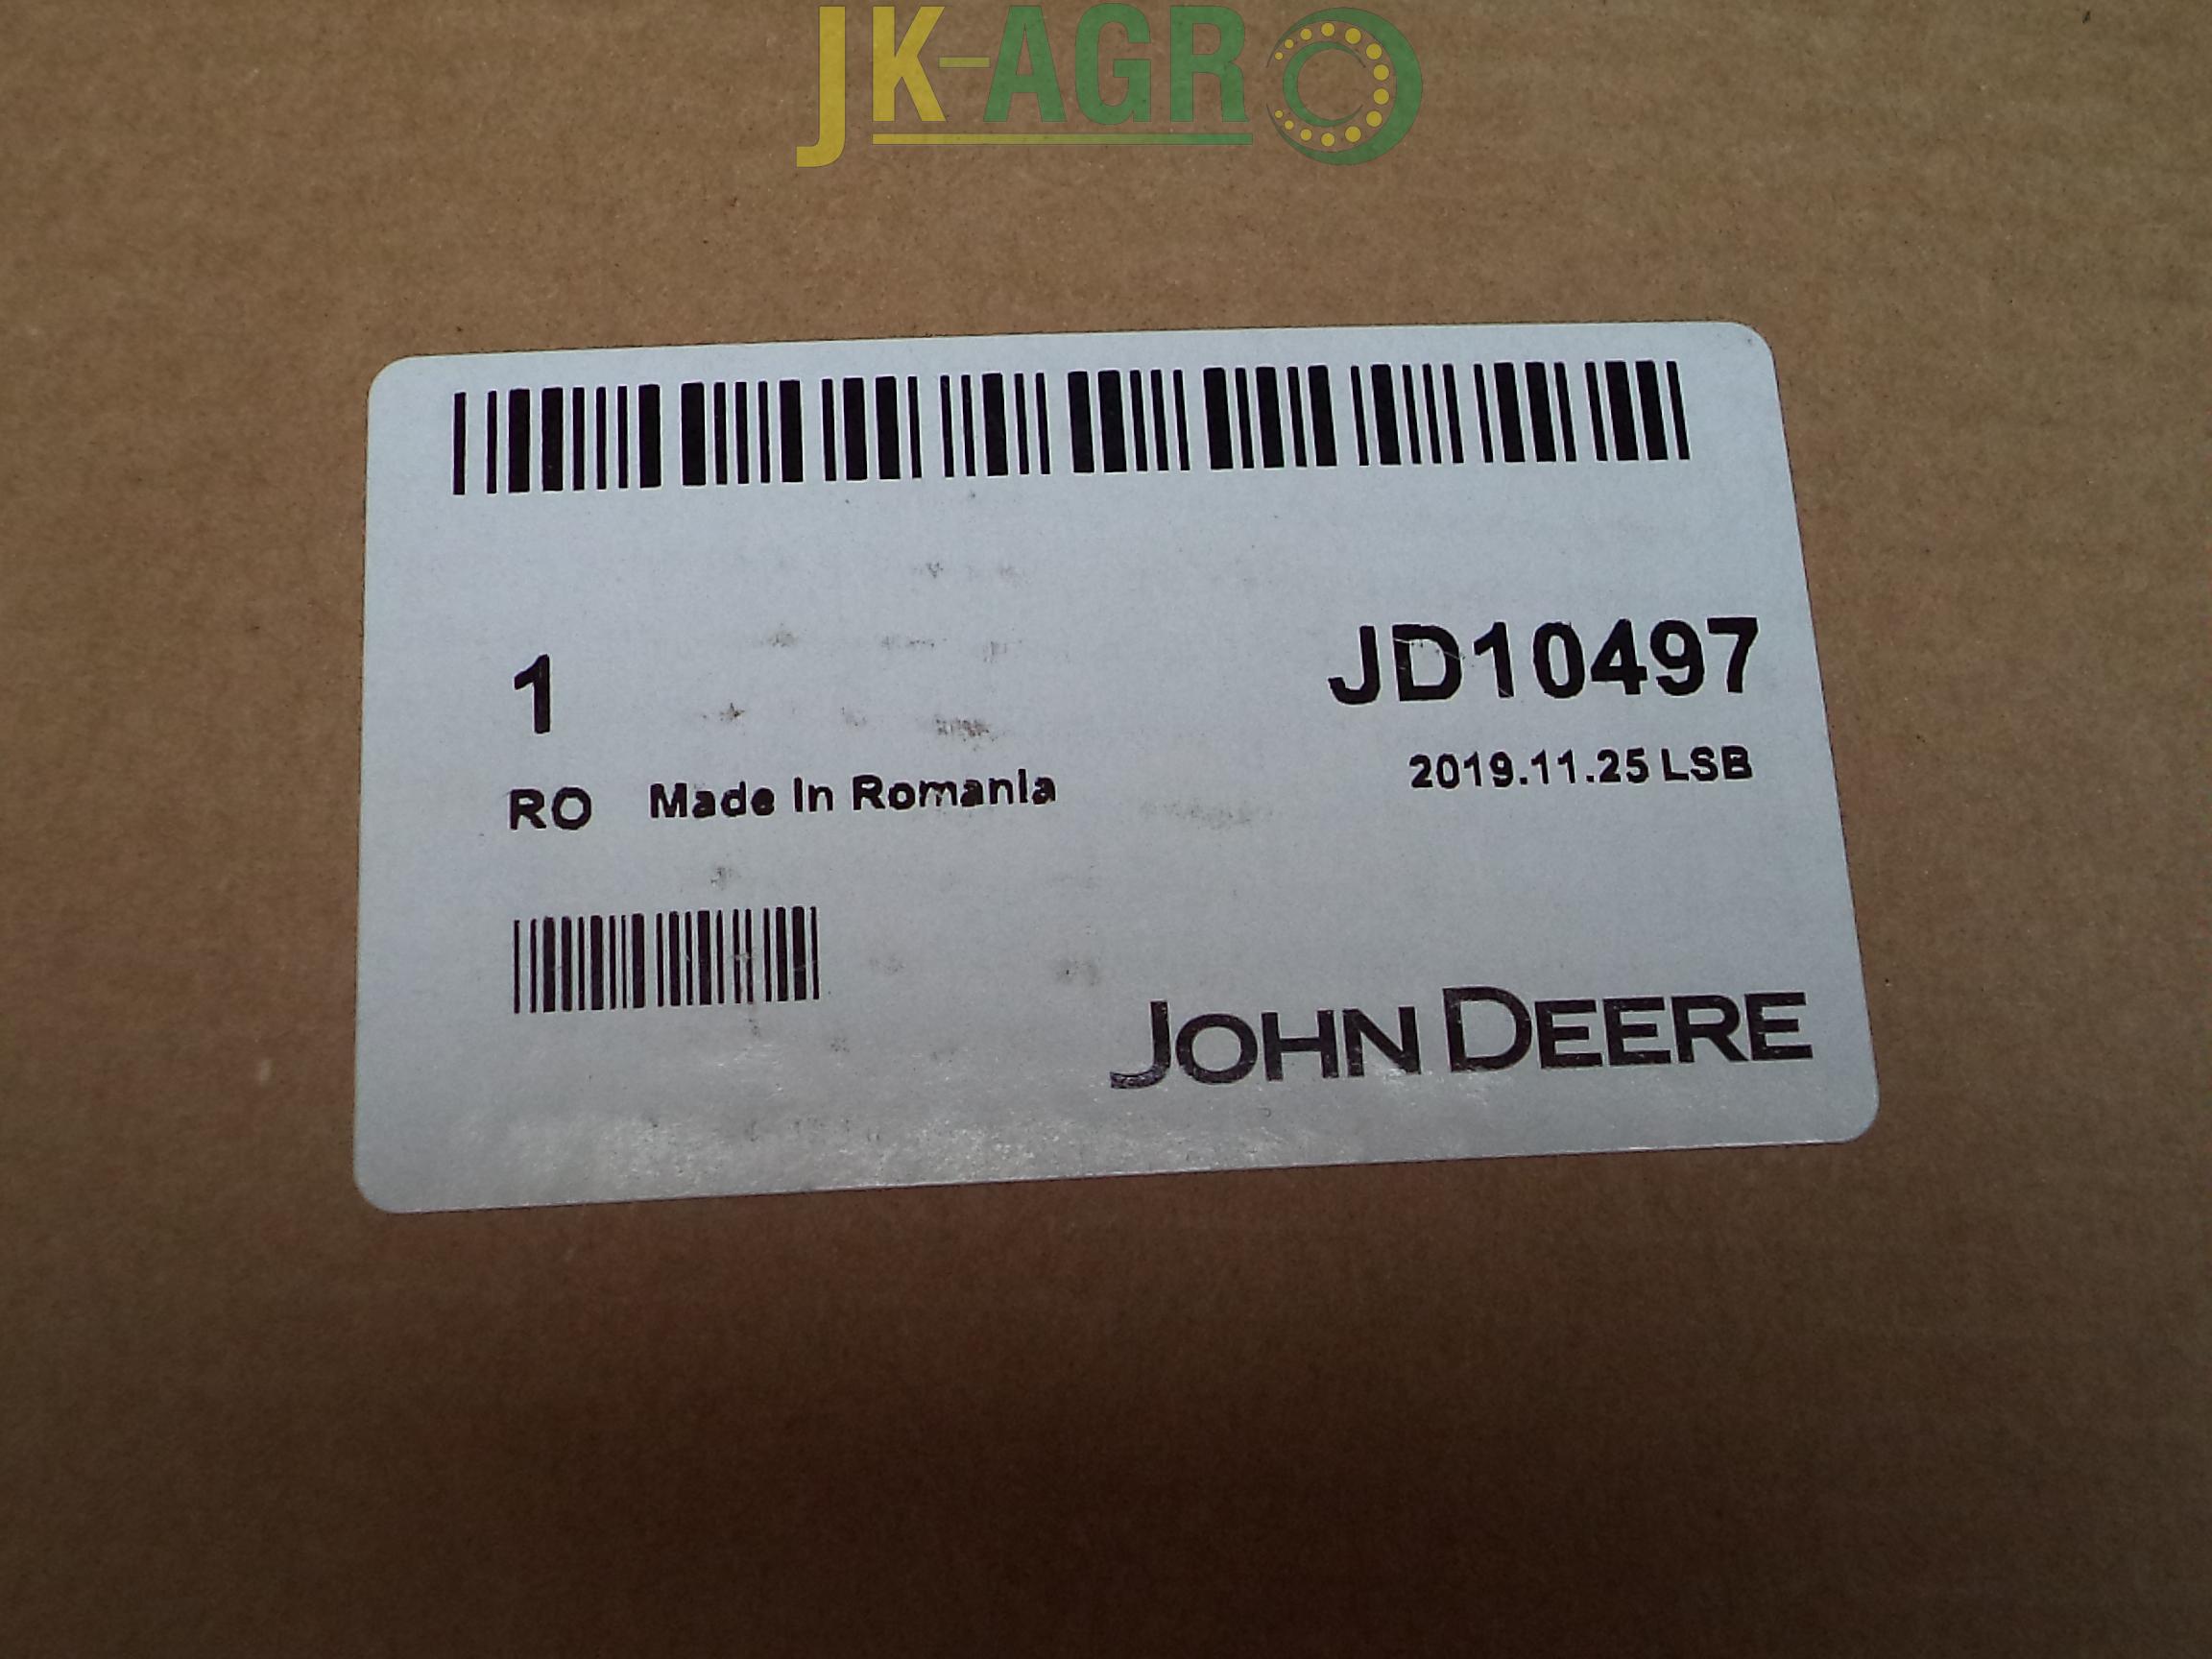 JK-AGRO
1
JD10497
2019.11.25 LSB
RO Made In Romania
JOHN DEERE